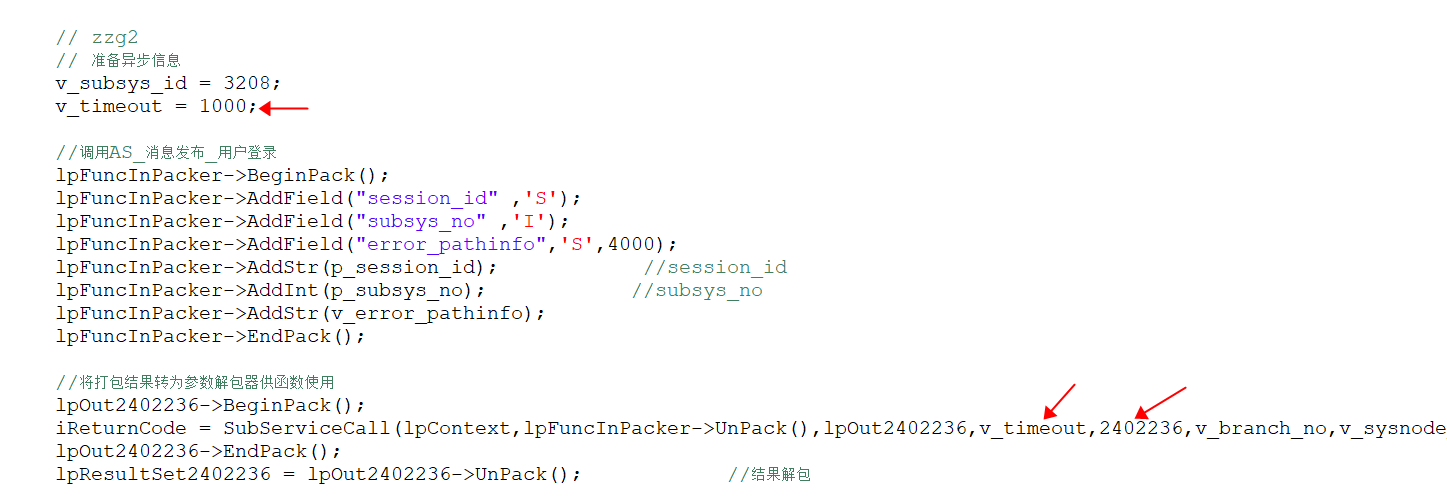 // zzg2
// 准备异步信息
v_subsys_id = 3208;
v_timeout = 1000;
//调用AS_消息发布_用户登录
lpFuncInPacker->BeginPack();
lpFuncInPacker->AddField("session_id" ,'S');
lpFuncInPacker->AddField("subsys_no" ,'I');
lpFuncInPacker->AddField("error_pathinfo",'S',4000);
lpFuncInPacker->AddStr(p_session_id); //session_id
lpFuncInPacker->AddInt(p_subsys_no); //subsys_no
lpFuncInPacker->AddStr(v_error_pathinfo);
lpFuncInPacker->EndPack();
//将打包结果转为参数解包器供函数使用
lpOut2402236->BeginPack();
iReturnCode = SubServiceCall(lpContext,lpFuncInPacker->UnPack(),lpOut2402236,v_timeout,2402236,v_branch_no,v_sysnode
lpOut2402236->EndPack();
lpResultSet2402236 = lpOut2402236->UnPack(); //结果解包